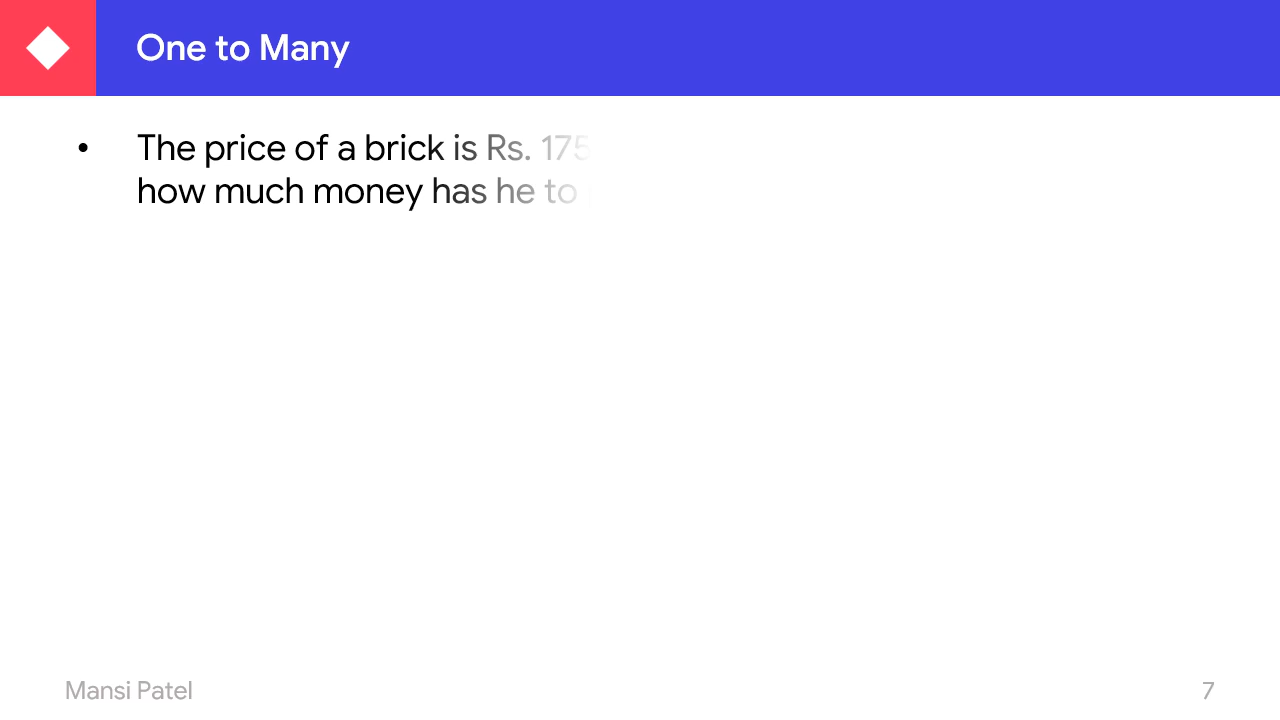 One to Many
• The price of a brick is Rs. 175
how much money has he to
Mansi Patel
7